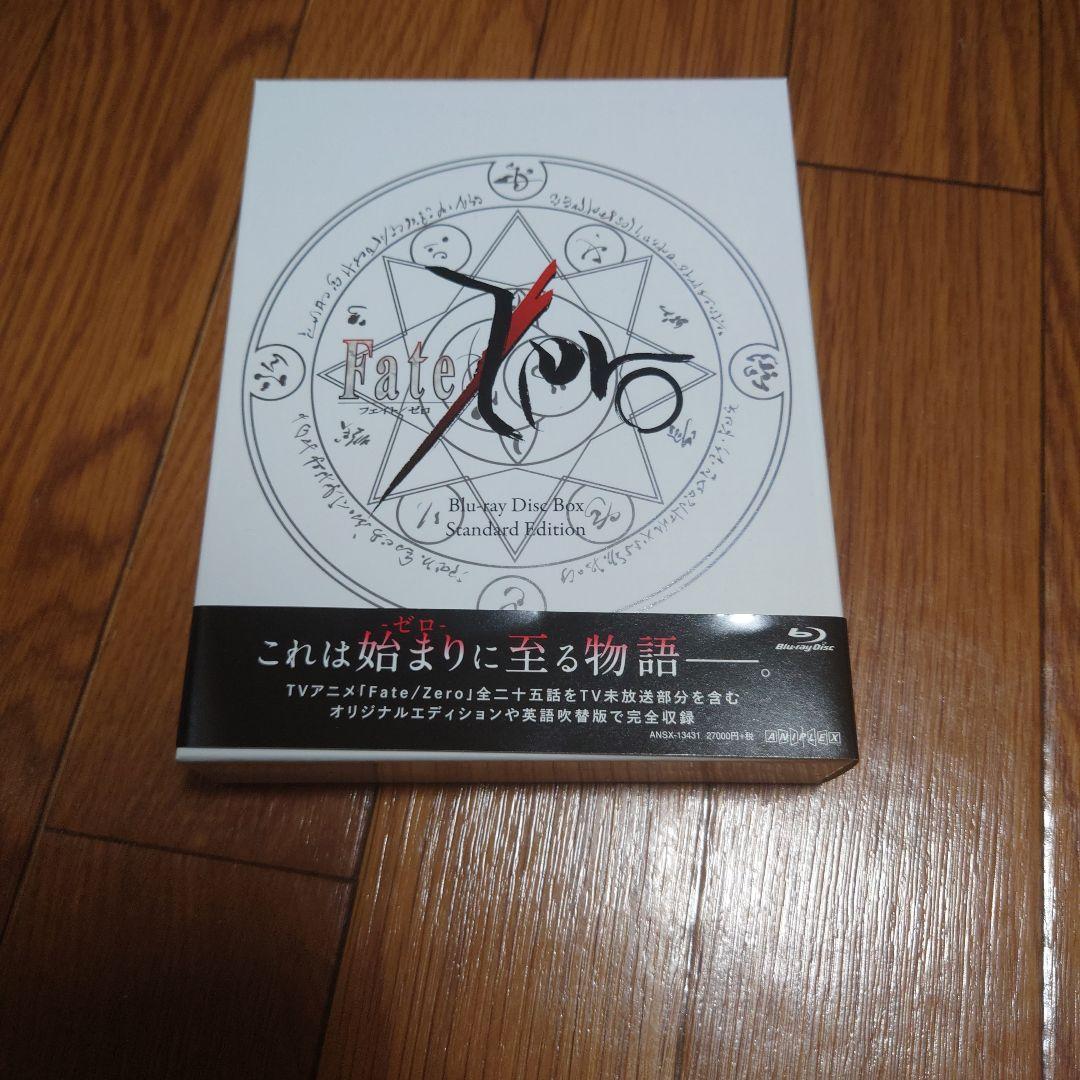 Fate
Zero
フェイト/ゼロ
Blu-ray Disc Box
Standard Edition
-ゼロ-
これは始まりに至る物語――。
Blu-ray Disc
TVアニメ「Fate/Zero」全二十五話をTV未放送部分を含む
オリジナルエディションや英語吹替版で完全収録
ANSX-13431 27000円+税
ANIPLEX